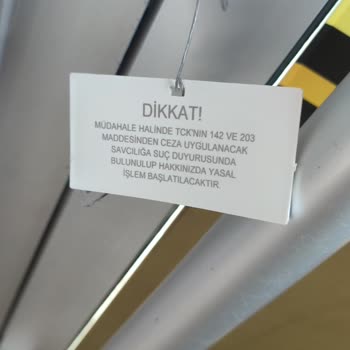 DİKKAT!
MÜDAHALE HALİNDE TCK'NIN 142 VE 203
MADDESİNDEN CEZA UYGULANACAK
SAVCILIĞA SUÇ DUYURUSUNDA
BULUNULUP HAKKINIZDA YASAL
İŞLEM BAŞLATILACAKTIR